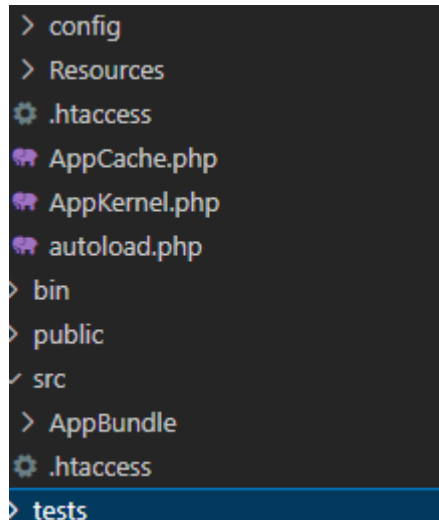 config
Resources
.htaccess
AppCache.php
AppKernel.php
autoload.php
bin
public
src
AppBundle
.htaccess
tests